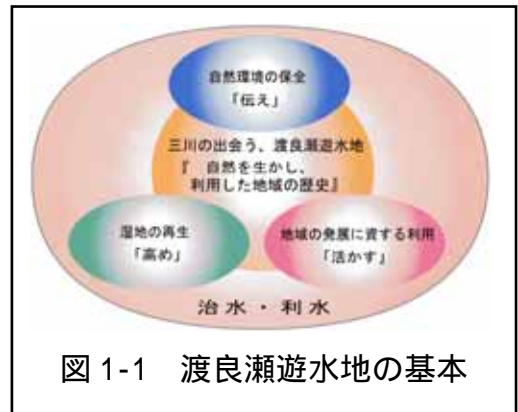 自然環境の保全
「伝え」
三川の出会う、渡良瀬遊水地
『 自然を生かし、
利用した地域の歴史』
湿地の再生
「高め」
地域の発展に資する利用
「活かす」
治水・利水
図 1-1 渡良瀬遊水地の基本